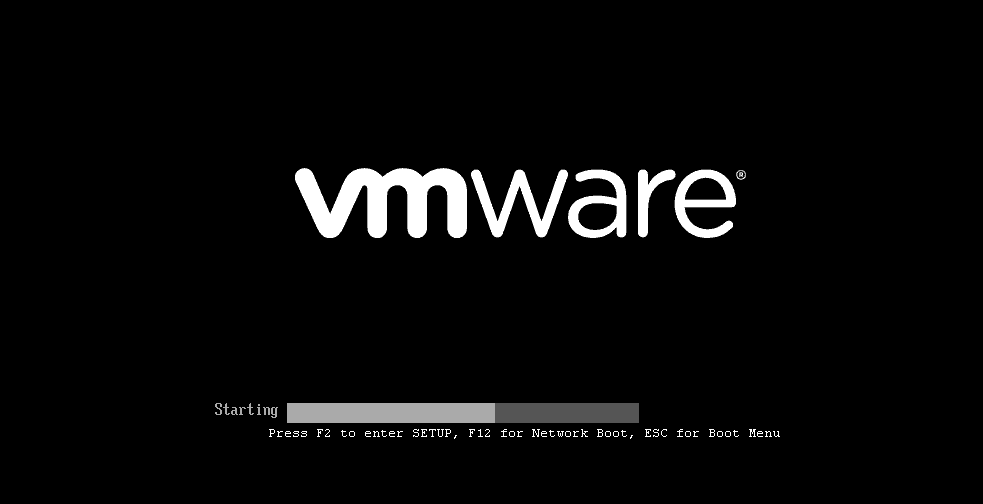 vmware®
Starting
Press F2 to enter SETUP, F12 for Network Boot, ESC for Boot Menu